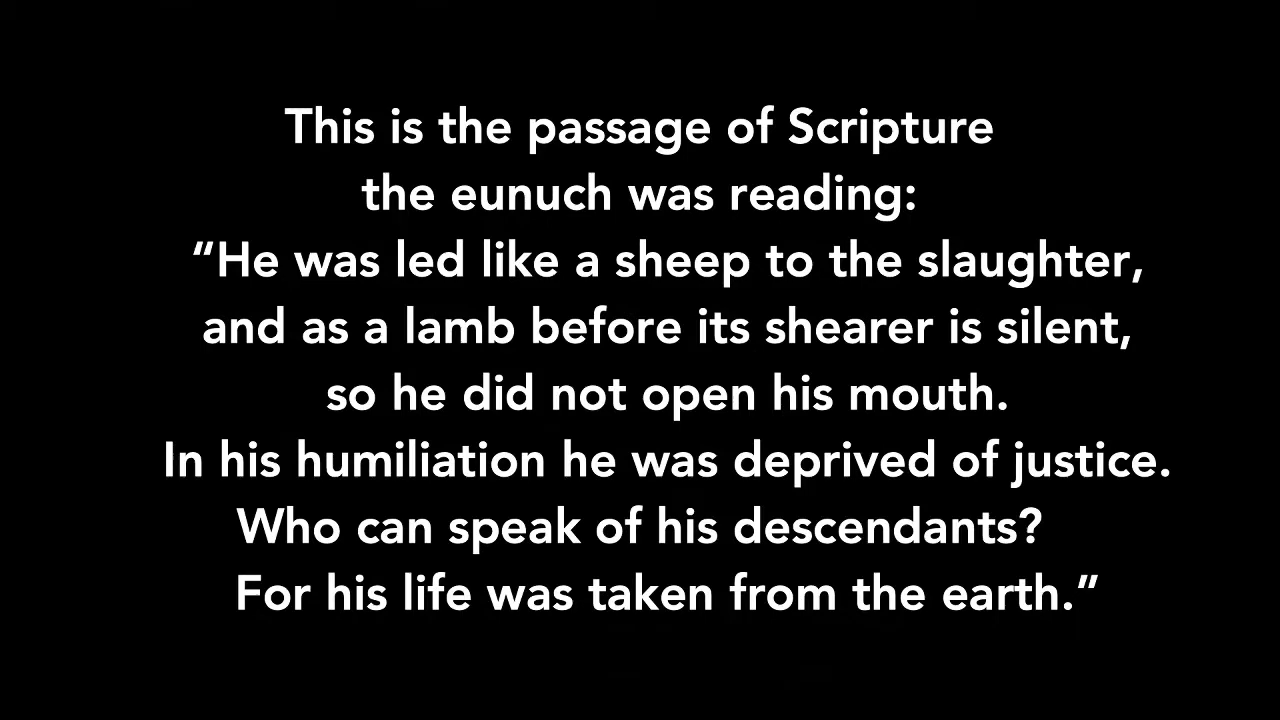 This is the passage of Scripture
the eunuch was reading:
“He was led like a sheep to the slaughter,
and as a lamb before its shearer is silent,
so he did not open his mouth.
In his humiliation he was deprived of justice.
Who can speak of his descendants?
For his life was taken from the earth.”